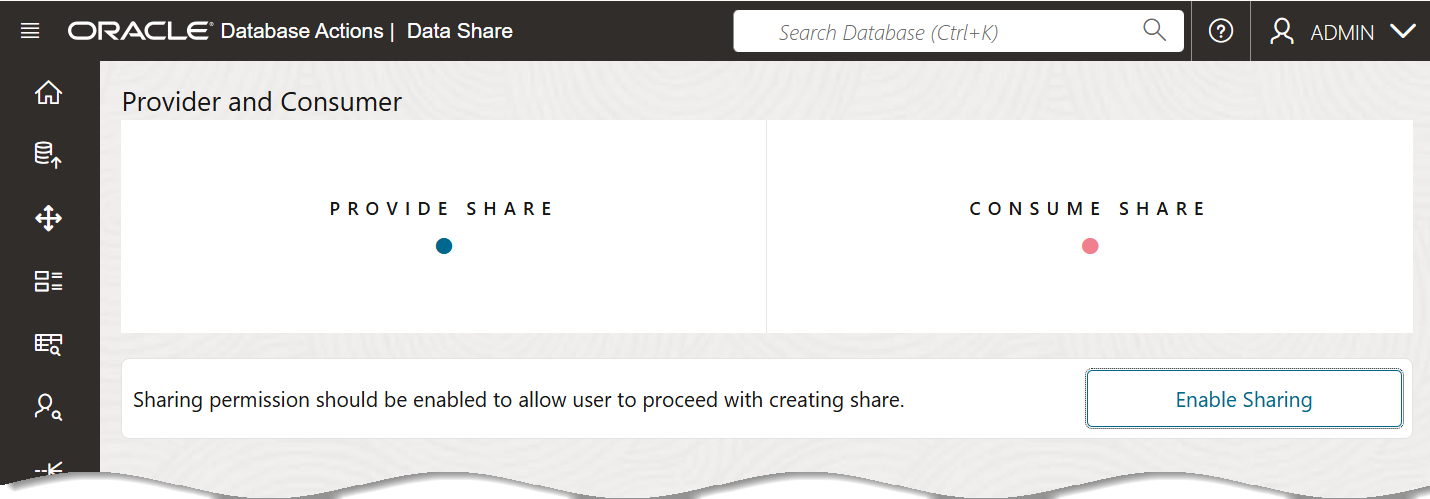 ORACLE® Database Actions | Data Share
Search Database (Ctrl+K)
ADMIN
Provider and Consumer
PROVIDE SHARE
CONSUME SHARE
Sharing permission should be enabled to allow user to proceed with creating share.
Enable Sharing